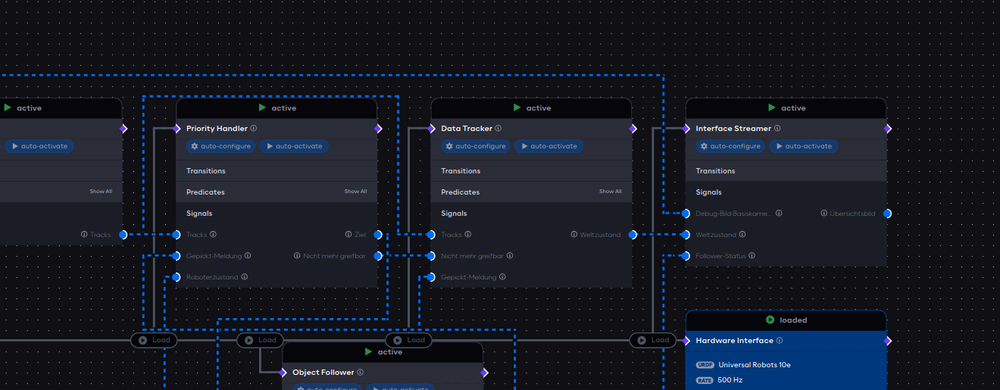 active
active
active
active
Priority Handler
Data Tracker
Interface Streamer
auto-activate
auto-configure
auto-activate
auto-configure
auto-activate
auto-configure
auto-activate
Transitions
Transitions
Transitions
Show All
Predicates
Show All
Predicates
Show All
Signals
Signals
Signals
Debug-Bild Basiskame...
Übersichtsbild
Tracks
Tracks
Ziel
Tracks
Weltzustand
Weltzustand
Gepickt-Meldung
Nicht mehr greifbar
Nicht mehr greifbar
Follower-Status
Roboterzustand
Gepickt-Meldung
loaded
Load
Load
Load
Load
Hardware Interface
active
URDF Universal Robots 10e
Object Follower
RATE 500 Hz
auto-configure
auto-activate